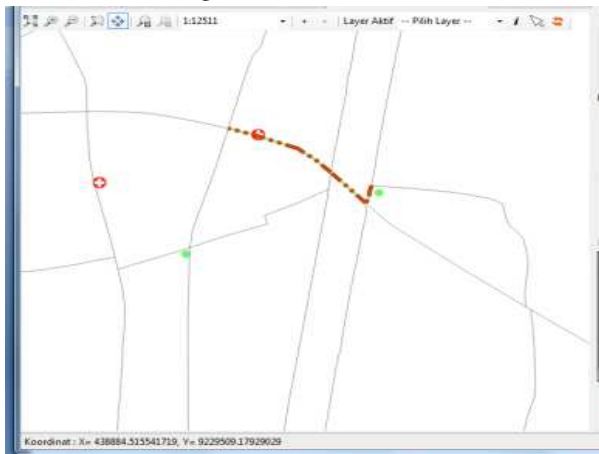 1:12511 Layer Aktif -- Pilih Layer --
Koordinat : X= 438884.515541719, Y= 9229509.17929029